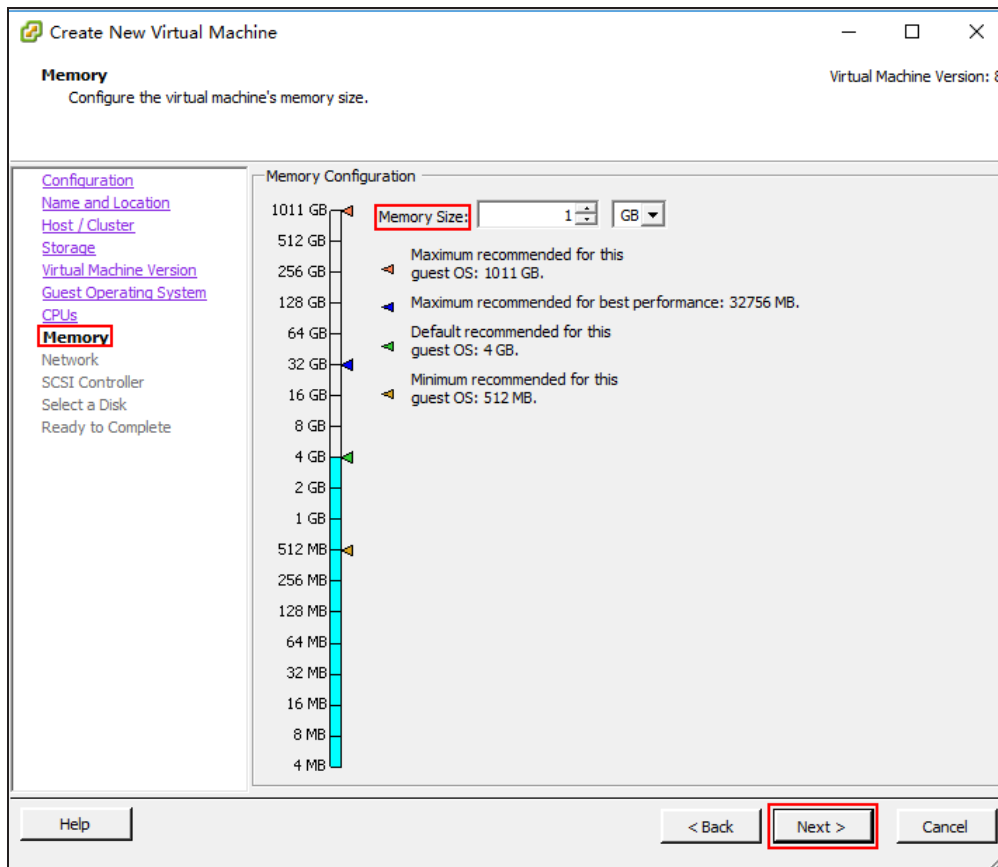 Create New Virtual Machine
Memory
Configure the virtual machine's memory size.
Virtual Machine Version: 8
Configuration
Name and Location
Host / Cluster
Storage
Virtual Machine Version
Guest Operating System
CPUs
Memory
Network
SCSI Controller
Select a Disk
Ready to Complete
Memory Configuration
1011 GB
512 GB
256 GB
128 GB
64 GB
32 GB
16 GB
8 GB
4 GB
2 GB
1 GB
512 MB
256 MB
128 MB
64 MB
32 MB
16 MB
8 MB
4 MB
Memory Size: 1 GB
Maximum recommended for this
guest OS: 1011 GB.
Maximum recommended for best performance: 32756 MB.
Default recommended for this
guest OS: 4 GB.
Minimum recommended for this
guest OS: 512 MB.
Help
< Back
Next >
Cancel